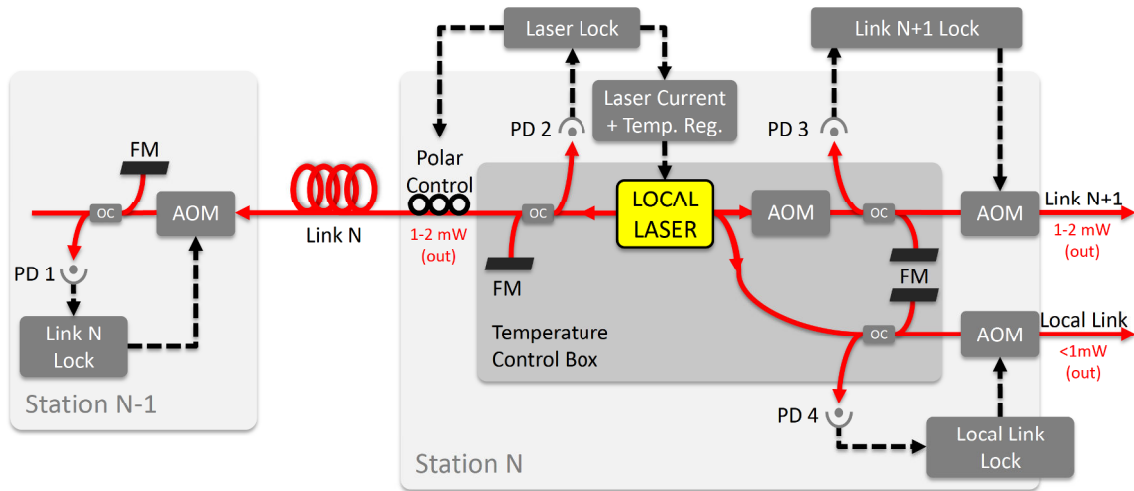 Laser Lock
Link N+1 Lock
PD 2
Laser Current
+ Temp. Reg.
PD 3
FM
Polar
Control
OC
AOM
Link N
1-2 mW
(out)
OC
LOCAL
LASER
AOM
OC
AOM
Link N+1
1-2 mW
(out)
PD 1
FM
FM
Link N
Lock
Temperature
Control Box
OC
AOM
Local Link
<1mW
(out)
Station N-1
PD 4
Station N
Local Link
Lock